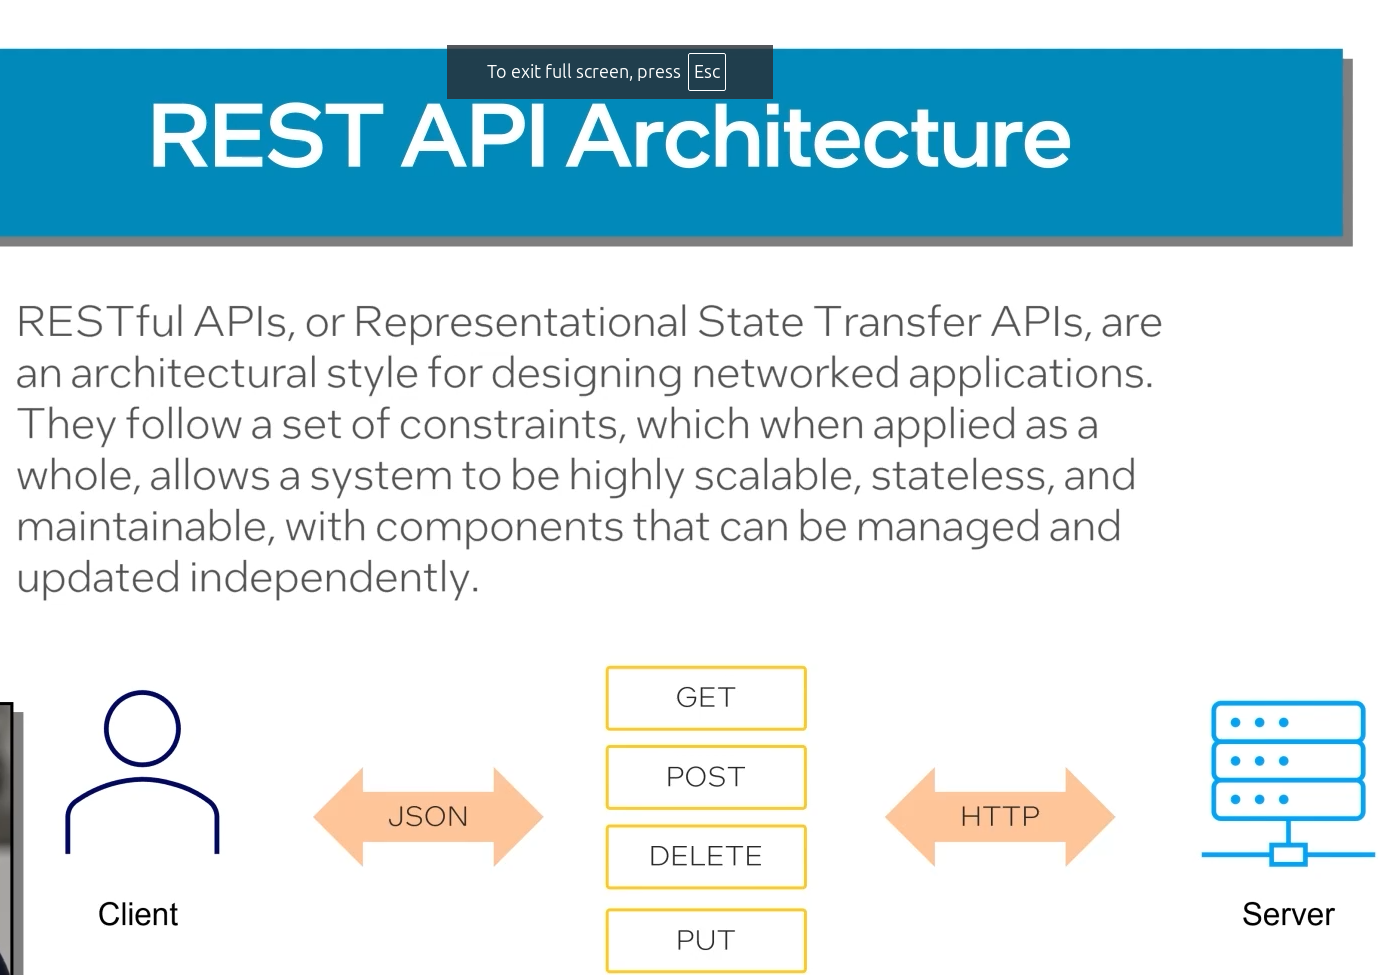 To exit full screen, press Esc
REST API Architecture
RESTful APIs, or Representational State Transfer APIs, are
an architectural style for designing networked applications.
They follow a set of constraints, which when applied as a
whole, allows a system to be highly scalable, stateless, and
maintainable, with components that can be managed and
updated independently.
GET
POST
JSON
HTTP
DELETE
Client
Server
PUT